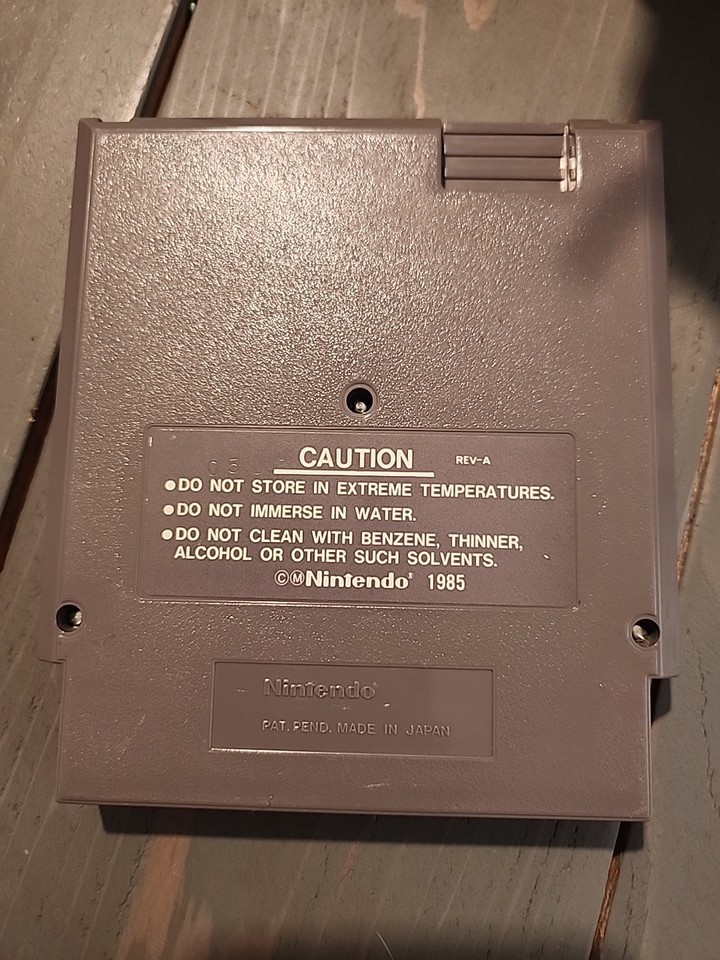 CAUTION REV-A
●DO NOT STORE IN EXTREME TEMPERATURES.
●DO NOT IMMERSE IN WATER.
●DO NOT CLEAN WITH BENZENE, THINNER,
ALCOHOL OR OTHER SUCH SOLVENTS.
©ⓂNintendo® 1985
Nintendo®
PAT. PEND. MADE IN JAPAN